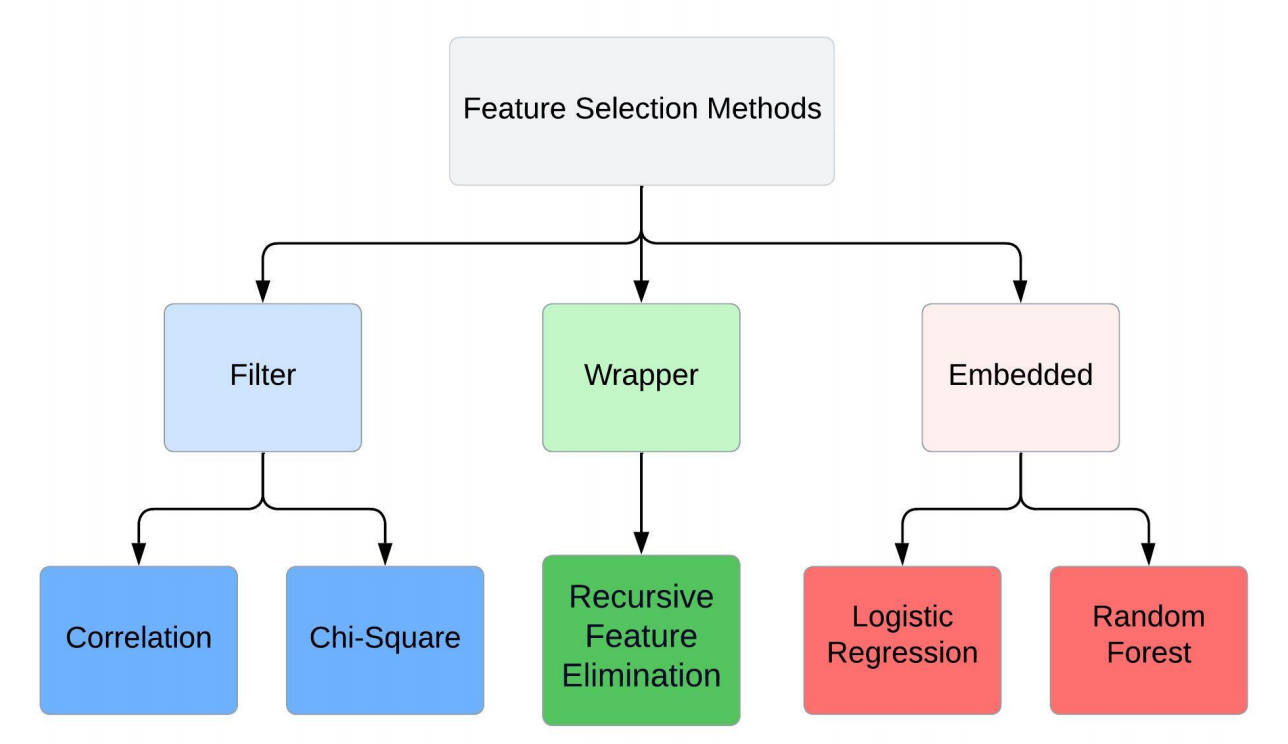 Feature Selection Methods
Filter
Wrapper
Embedded
Correlation
Chi-Square
Recursive
Feature
Elimination
Logistic
Regression
Random
Forest